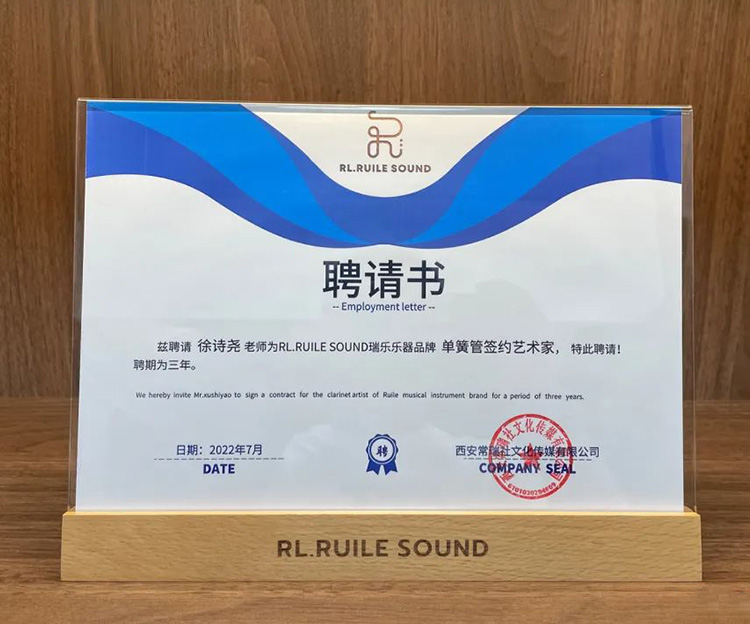 RL.RUILE SOUND
聘请书
-- Employment letter --
兹聘请 徐诗尧 老师为RL.RUILE SOUND瑞乐乐器品牌 单簧管签约艺术家， 特此聘请！
聘期为三年。
We hereby invite Mr.xushiyao to sign a contract for the clarinet artist of Ruile musical instrument brand for a period of three years.
日期：2022年7月
DATE
聘
西安常瑞社文化传媒有限公司
COMPANY SEAL
RL.RUILE SOUND